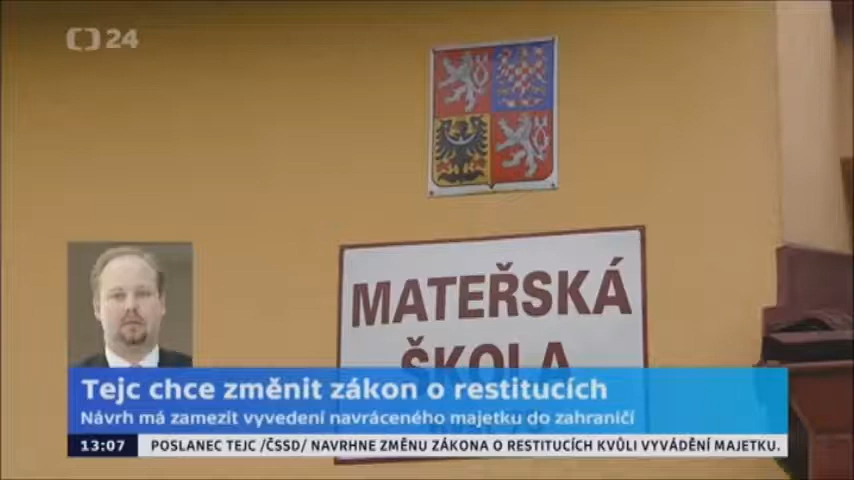 24
MATEŘSKÁ
ŠKOLA
Tejc chce změnit zákon o restitucích
Návrh má zamezit vyvedení navráceného majetku do zahraničí
13:07 POSLANEC TEJC /ČSSD/ NAVRHNE ZMĚNU ZÁKONA O RESTITUCÍCH KVŮLI VYVÁDĚNÍ MAJETKU.